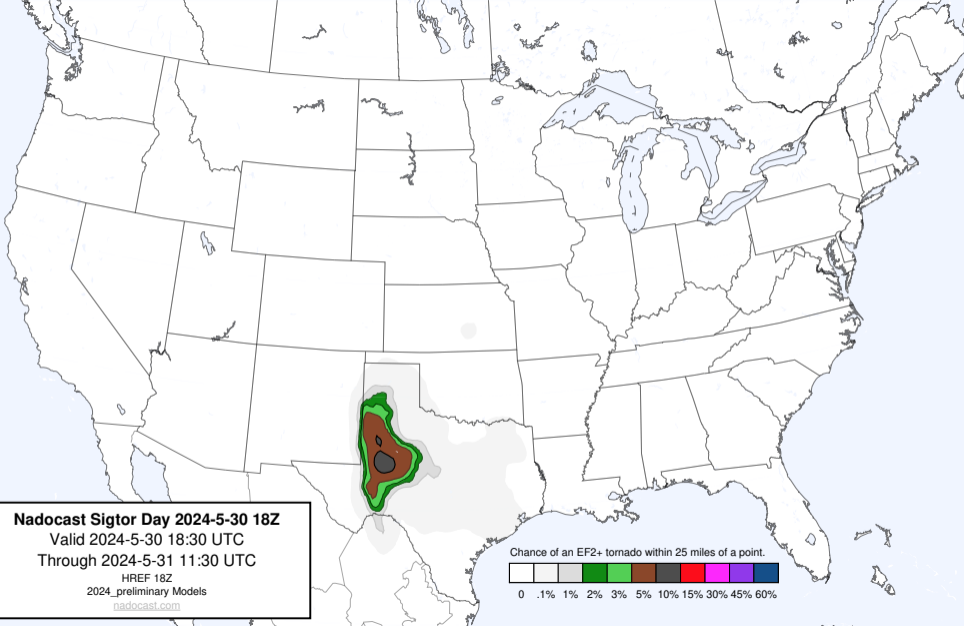 Nadocast Sigtor Day 2024-5-30 18Z
Valid 2024-5-30 18:30 UTC
Through 2024-5-31 11:30 UTC
HREF 18Z
2024_preliminary Models
nadocast.com
Chance of an EF2+ tornado within 25 miles of a point.
0 .1% 1% 2% 3% 5% 10% 15% 30% 45% 60%